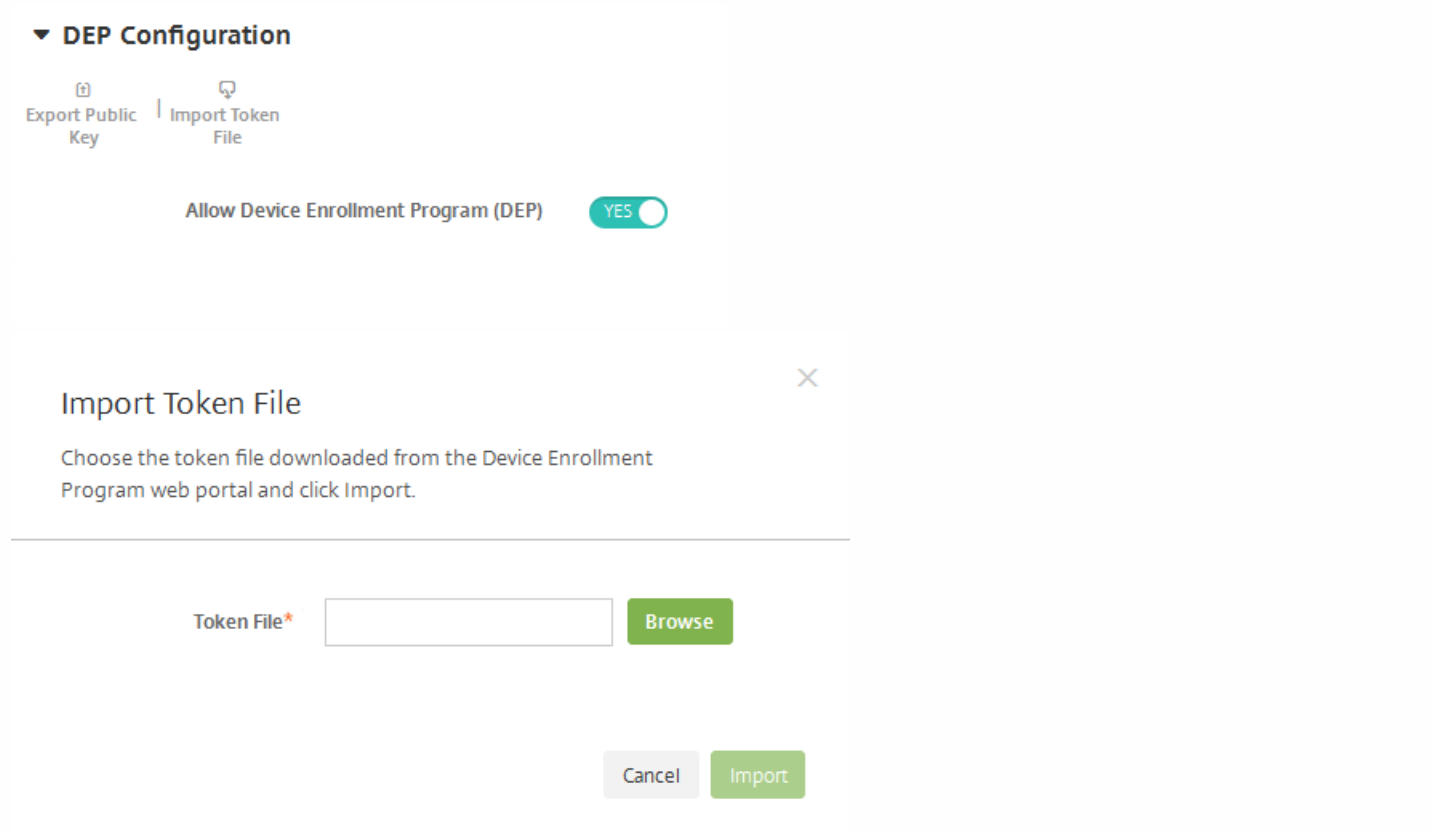 DEP Configuration
Export Public
Key
|
Import Token
File
Allow Device Enrollment Program (DEP)
YES
Import Token File
Choose the token file downloaded from the Device Enrollment
Program web portal and click Import.
Token File*
Browse
Cancel
Import